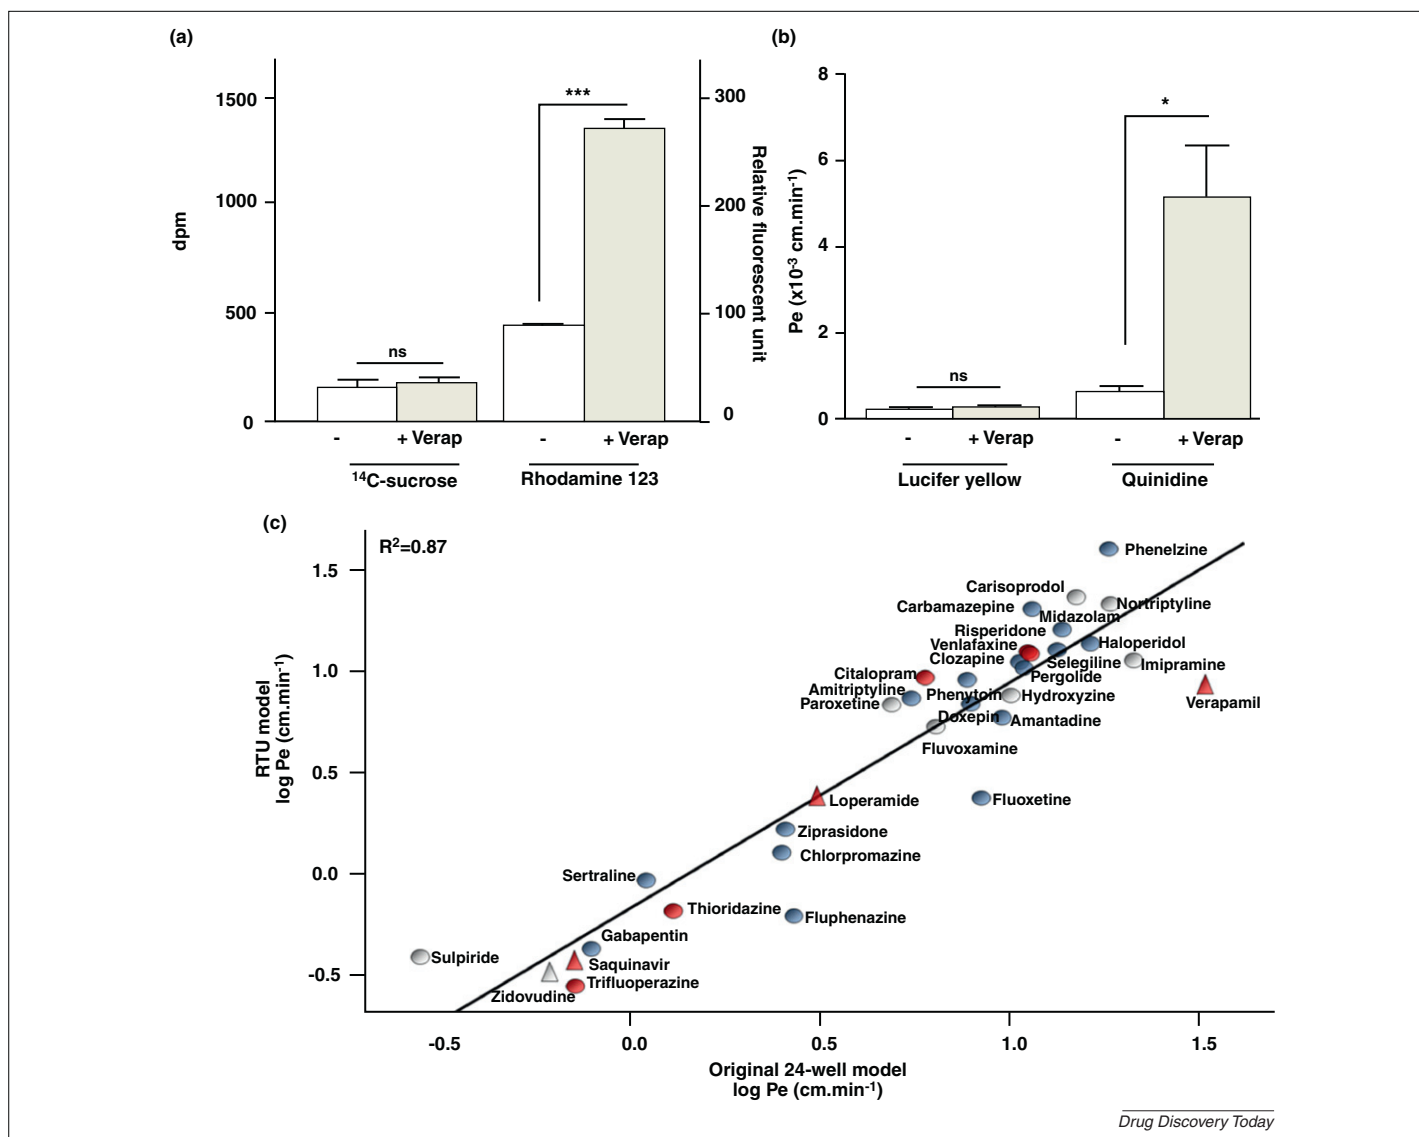 (a)
1500
1000
500
0
dpm
300
200
100
0
Relative fluorescent unit
***
ns
- + Verap - + Verap
14C-sucrose Rhodamine 123
(b)
8
6
4
2
0
Pe (x10-3 cm.min-1)
*
ns
- + Verap - + Verap
Lucifer yellow Quinidine
(c)
R2=0.87
1.5
1.0
0.5
0.0
-0.5
RTU model
log Pe (cm.min-1)
Phenelzine
Carisoprodol
Carbamazepine
Nortriptyline
Midazolam
Risperidone
Venlafaxine
Haloperidol
Clozapine
Selegiline
Imipramine
Citalopram
Pergolide
Amitriptyline
Phenytoin
Hydroxyzine
Paroxetine
Verapamil
Doxepin
Amantadine
Fluvoxamine
Loperamide
Fluoxetine
Ziprasidone
Chlorpromazine
Sertraline
Thioridazine
Fluphenazine
Gabapentin
Sulpiride
Saquinavir
Trifluoperazine
Zidovudine
-0.5 0.0 0.5 1.0 1.5
Original 24-well model
log Pe (cm.min-1)
Drug Discovery Today